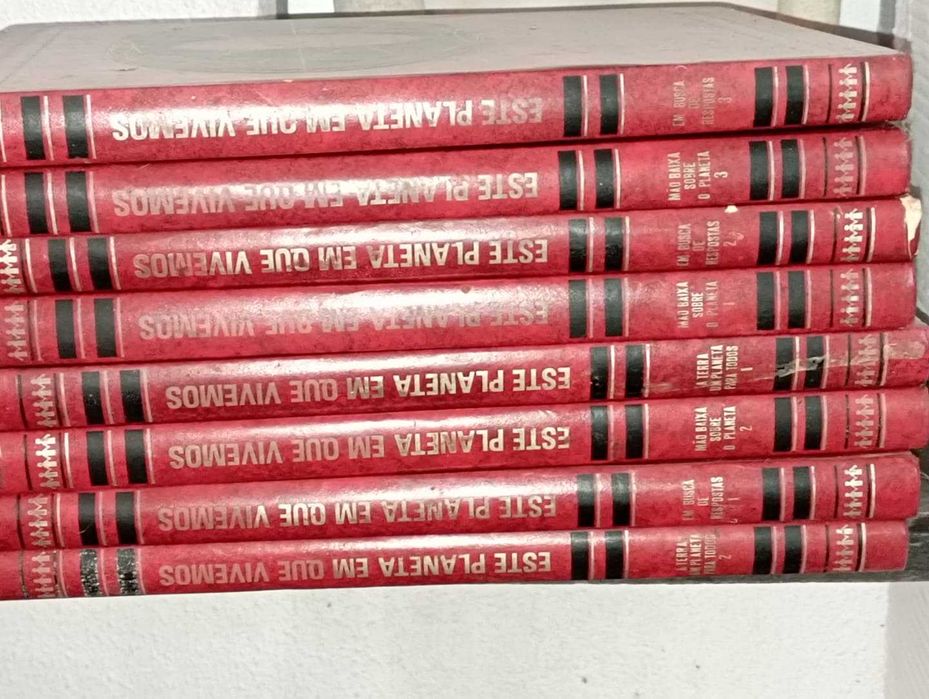 ESTE PLANETA EM QUE VIVEMOS
EM BUSCA
DE
RESPOSTAS
3
ESTE PLANETA EM QUE VIVEMOS
MÃO BAIXA
SOBRE
O PLANETA
3
ESTE PLANETA EM QUE VIVEMOS
EM BUSCA
DE
RESPOSTAS
2
ESTE PLANETA EM QUE VIVEMOS
MÃO BAIXA
SOBRE
O PLANETA
1
ESTE PLANETA EM QUE VIVEMOS
A TERRA
UM PLANETA
PARA TODOS
1
ESTE PLANETA EM QUE VIVEMOS
MÃO BAIXA
SOBRE
O PLANETA
2
ESTE PLANETA EM QUE VIVEMOS
EM BUSCA
DE
RESPOSTAS
1
ESTE PLANETA EM QUE VIVEMOS
A TERRA
UM PLANETA
PARA TODOS
2